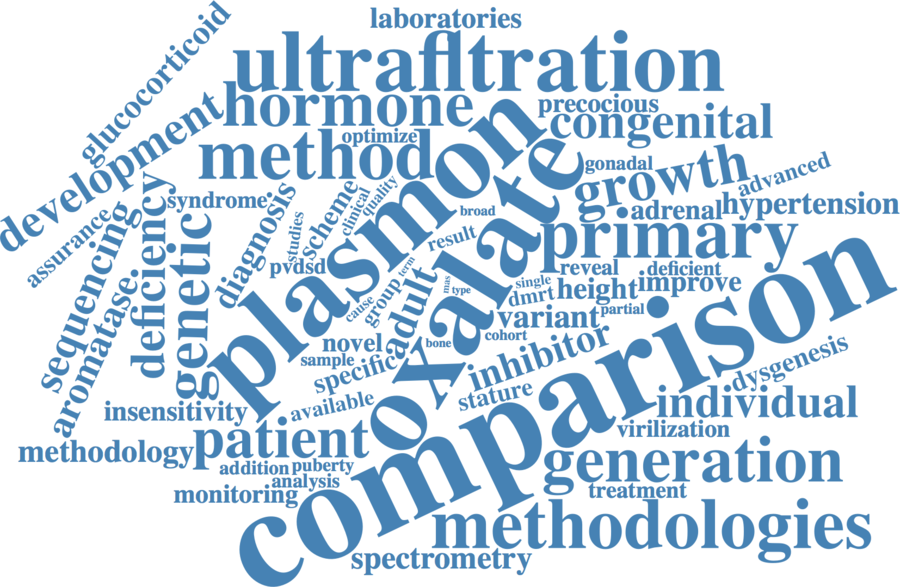 laboratories
glucocorticoid
ultrafiltration
hormone
precocious
congenital
development
optimize
method
plasmon
gonadal
growth
advanced
syndrome
diagnosis
studies
scheme
clinical
quality
broad
oxalate
adrenal
hypertension
assurance
sequencing
deficiency
genetic
pvdsd
result
primary
aromatase
cause
group
term
adult
mas
type
single
dmrt
reveal
deficient
height
improve
variant
partial
novel
bone
cohort
sample
specific
inhibitor
comparison
dysgenesis
insensitivity
available
stature
individual
methodology
patient
virilization
addition
puberty
analysis
generation
monitoring
treatment
methodologies
spectrometry